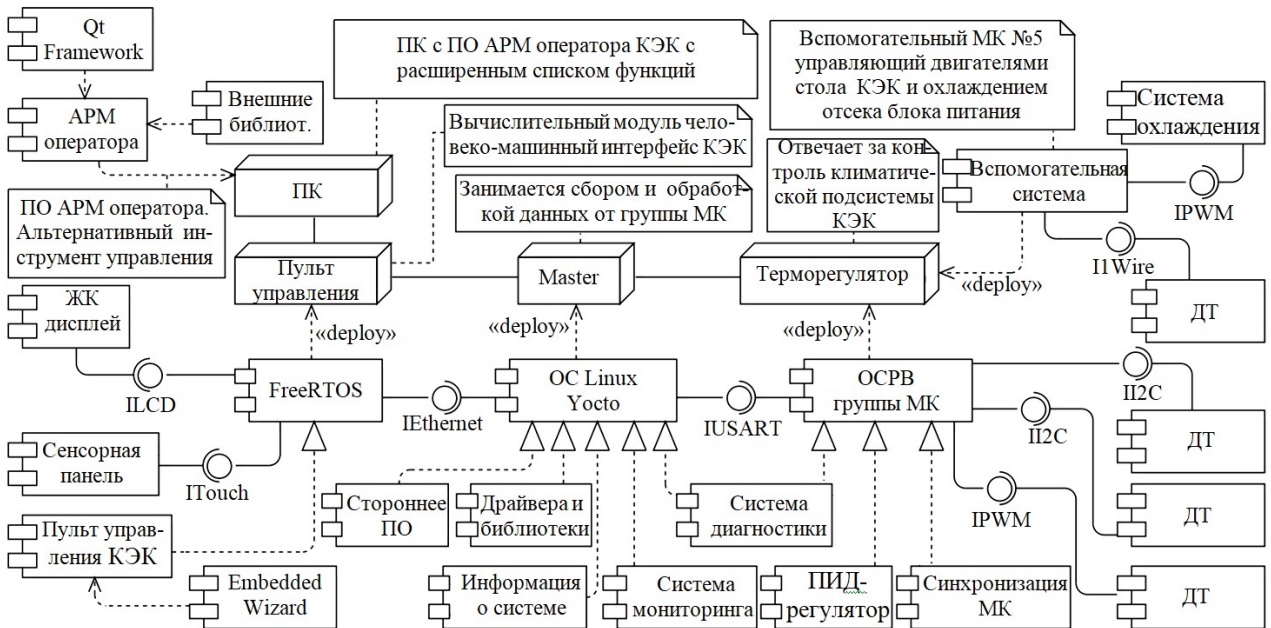 Qt
Framework
АРМ
оператора
Внешние
библиот.
ПК с ПО АРМ оператора КЭК с
расширенным списком функций
Вспомогательный МК №5
управляющий двигателями
стола КЭК и охлаждением
отсека блока питания
Система
охлаждения
Вычислительный модуль чело-
веко-машинный интерфейс КЭК
Отвечает за кон-
троль климатиче-
ской подсистемы
КЭК
Вспомогательная
система
ПК
Занимается сбором и обработ-
кой данных от группы МК
IPWM
ПО АРМ оператора.
Альтернативный ин-
струмент управления
I1Wire
Пульт
управления
Master
Терморегулятор
«deploy»
ДТ
ЖК
дисплей
«deploy»
«deploy»
«deploy»
FreeRTOS
ОС Linux
Yocto
ОСРВ
группы МК
ILCD
IEthernet
IUSART
II2C
II2C
ДТ
Сенсорная
панель
ITouch
Стороннее
ПО
Драйвера и
библиотеки
Система
диагностики
IPWM
ДТ
Пульт управ-
ления КЭК
Embedded
Wizard
Информация
о системе
Система
мониторинга
ПИД-
регулятор
Синхронизация
МК
ДТ